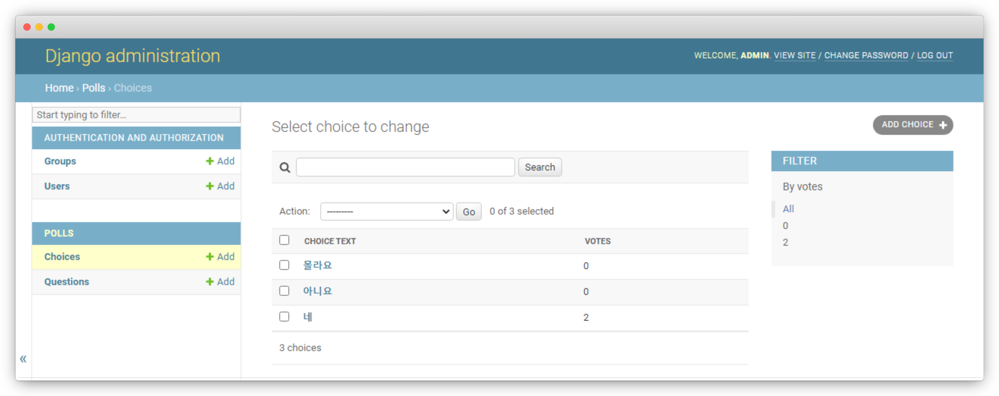 Django administration
WELCOME, ADMIN. VIEW SITE / CHANGE PASSWORD / LOG OUT
Home › Polls › Choices
Start typing to filter...
AUTHENTICATION AND AUTHORIZATION
Groups + Add
Users + Add
POLLS
Choices + Add
Questions + Add
«
Select choice to change
ADD CHOICE +
Search
Action: --------- Go 0 of 3 selected
CHOICE TEXT VOTES
몰라요 0
아니요 0
네 2
3 choices
FILTER
By votes
All
0
2